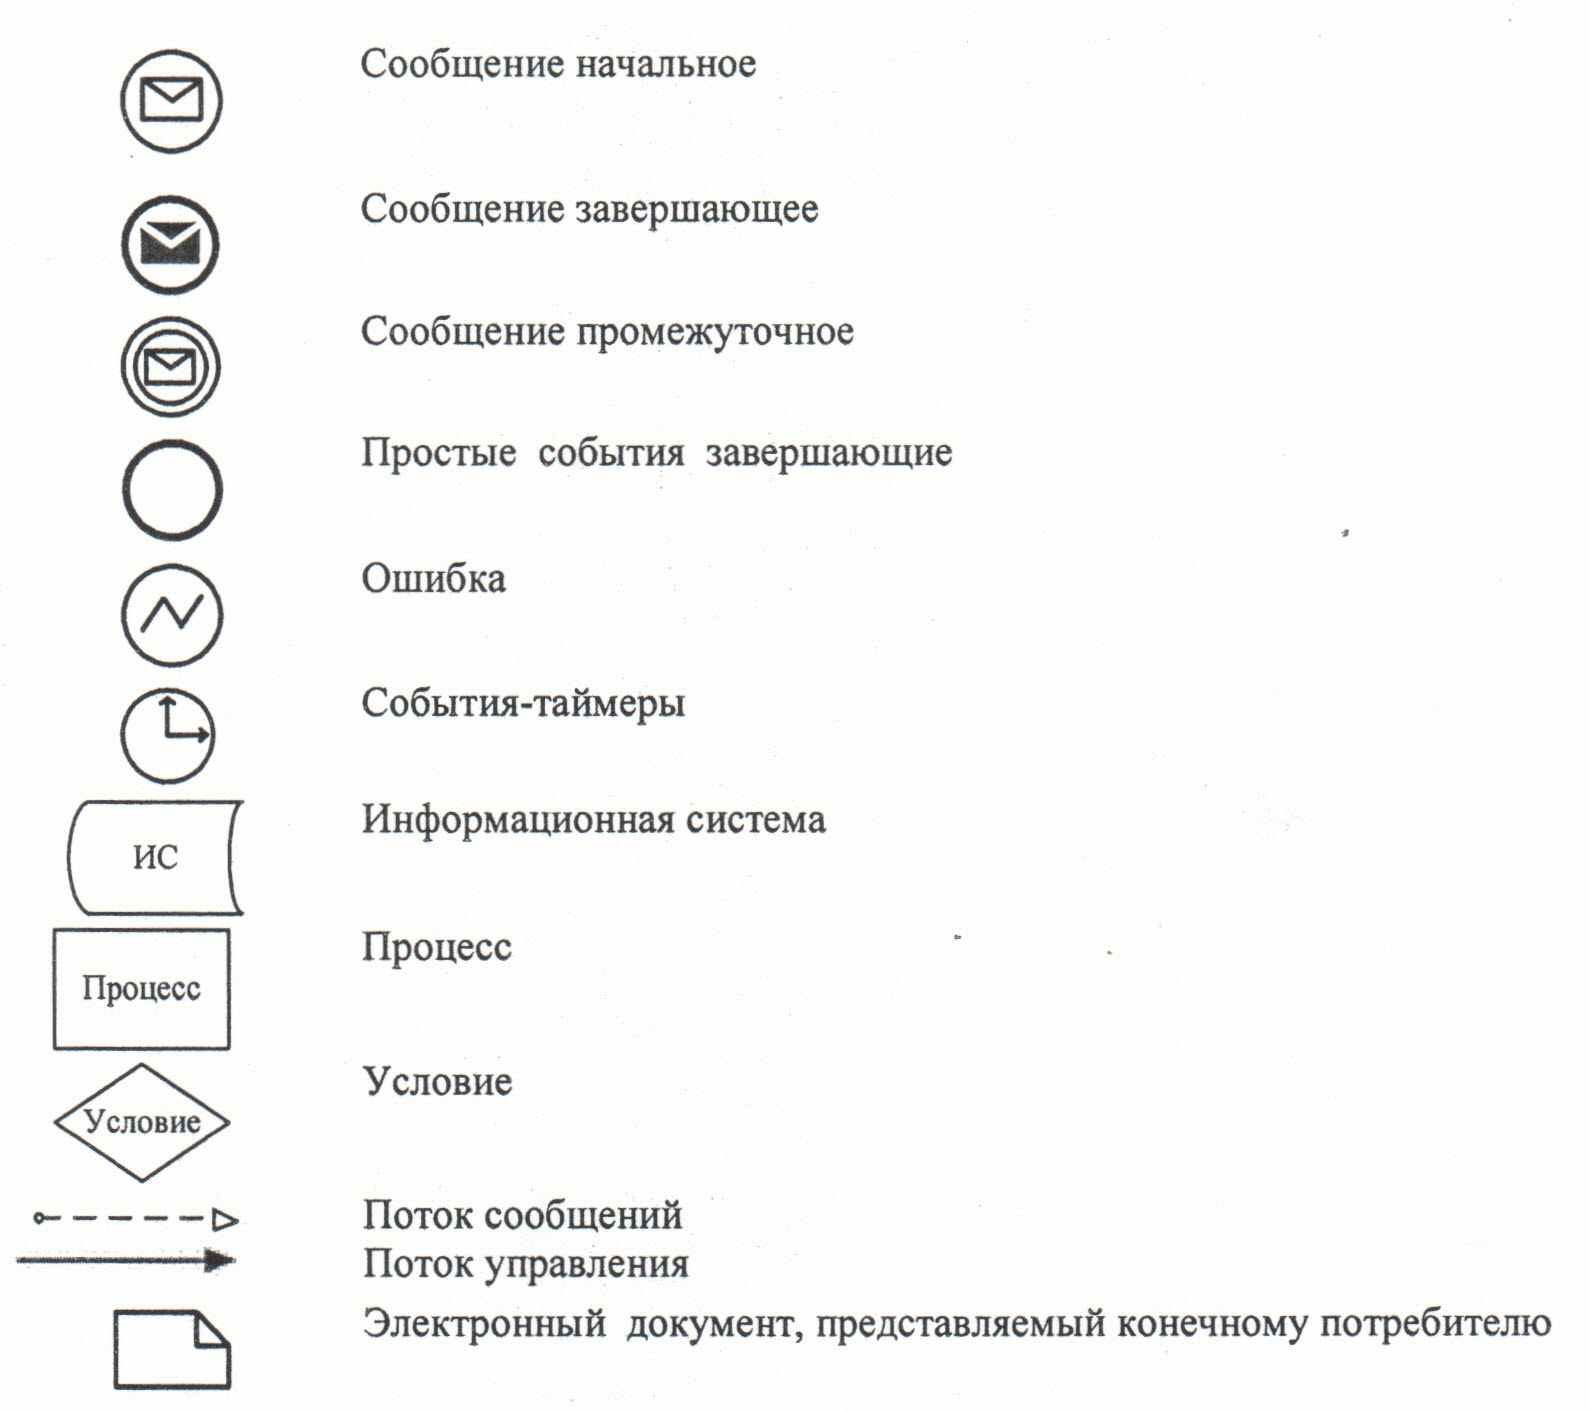 Сообщение начальное
Сообщение завершающее
Сообщение промежуточное
Простые события завершающие
Ошибка
События-таймеры
Информационная система
ИС
Процесс
Процесс
Условие
Условие
Поток сообщений
Поток управления
Электронный документ, представляемый конечному потребителю